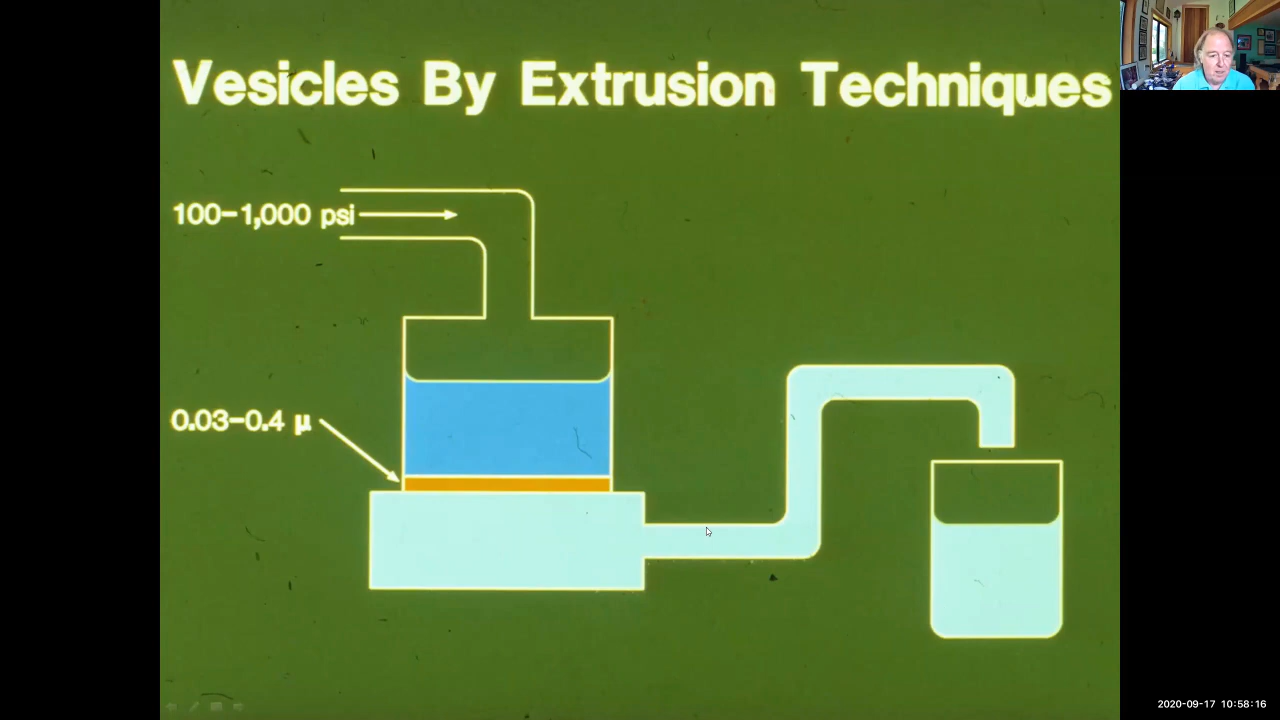 Vesicles By Extrusion Techniques
100-1,000 psi
0.03-0.4 µ
2020-09-17 10:58:16